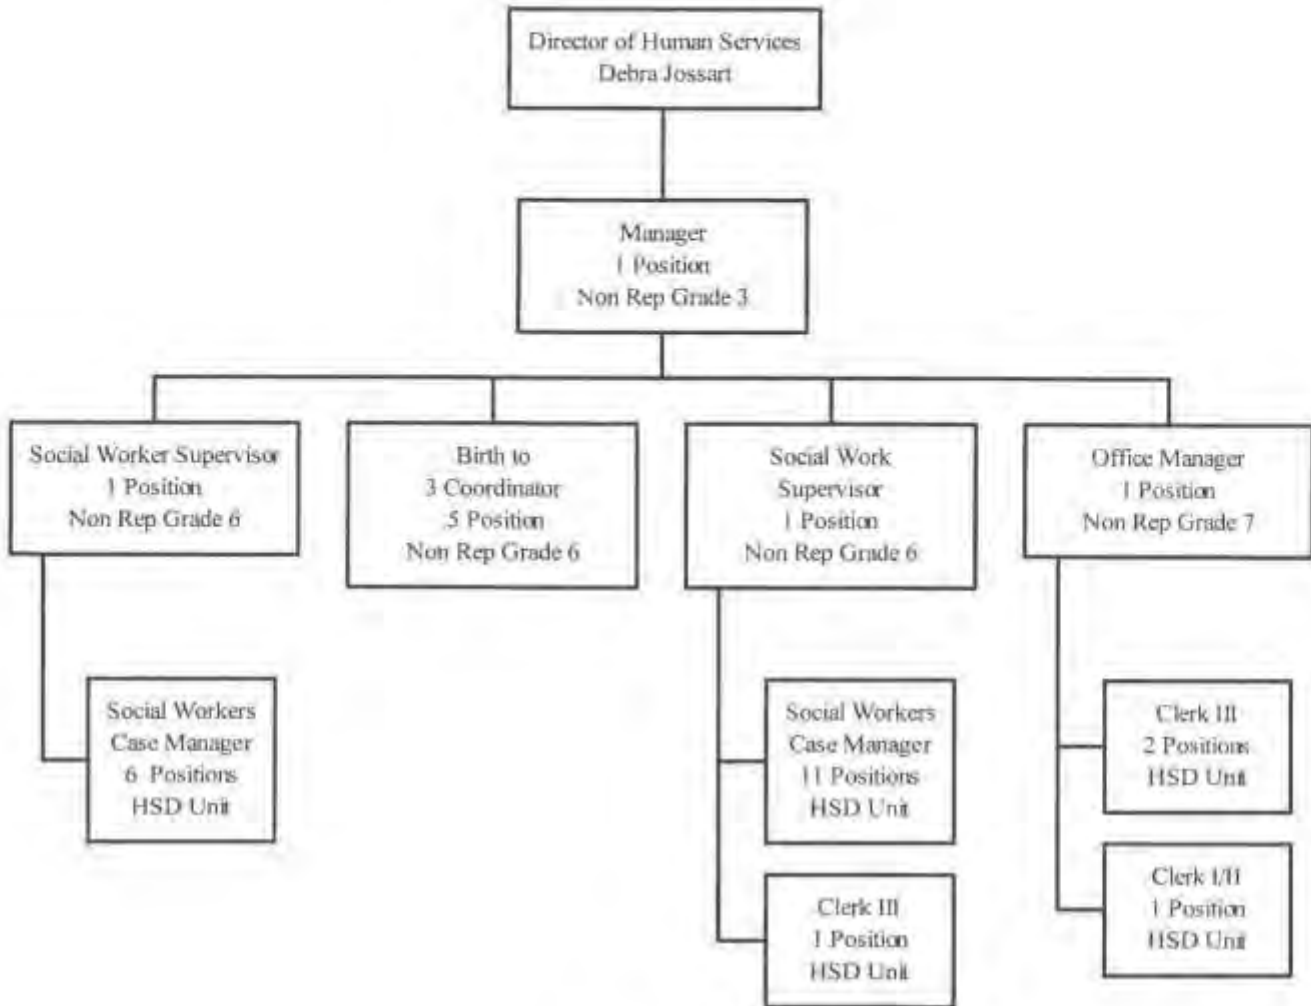 Director of Human Services
Debra Jossart
Manager
1 Position
Non Rep Grade 3
Social Worker Supervisor
1 Position
Non Rep Grade 6
Birth to
3 Coordinator
.5 Position
Non Rep Grade 6
Social Work
Supervisor
1 Position
Non Rep Grade 6
Office Manager
1 Position
Non Rep Grade 7
Social Workers
Case Manager
6 Positions
HSD Unit
Social Workers
Case Manager
11 Positions
HSD Unit
Clerk III
1 Position
HSD Unit
Clerk III
2 Positions
HSD Unit
Clerk I/II
1 Position
HSD Unit